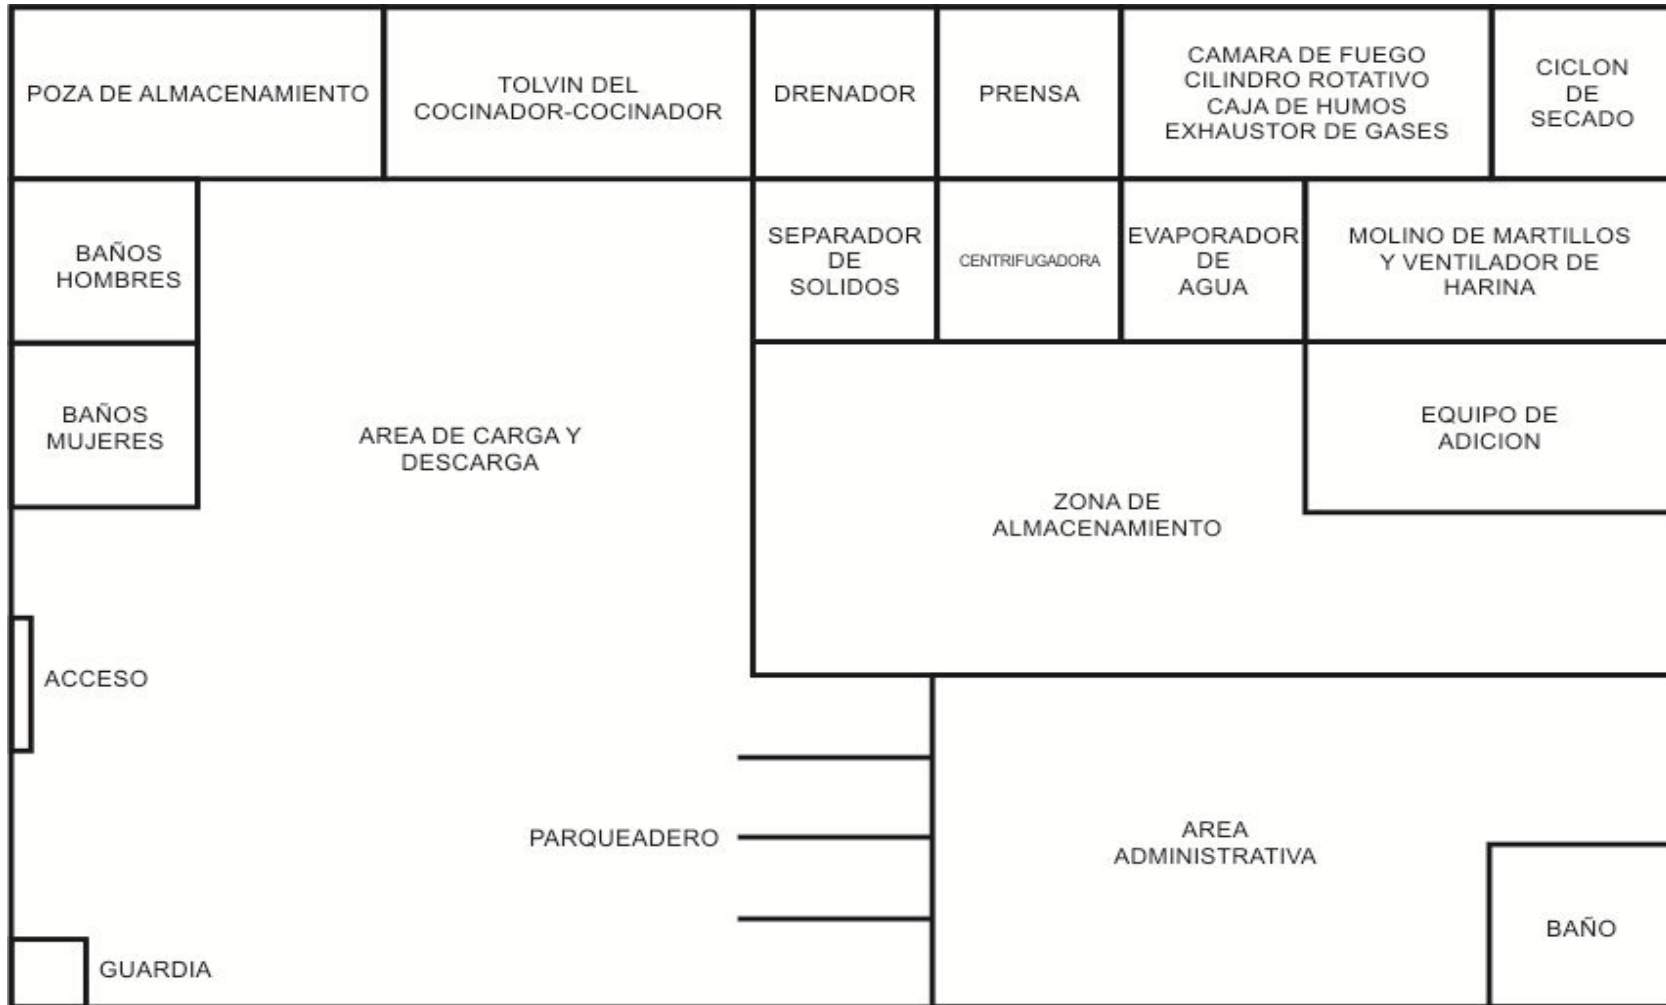 POZA DE ALMACENAMIENTO
TOLVIN DEL
COCINADOR-COCINADOR
DRENADOR
PRENSA
CAMARA DE FUEGO
CILINDRO ROTATIVO
CAJA DE HUMOS
EXHAUSTOR DE GASES
CICLON
DE
SECADO
BAÑOS
HOMBRES
SEPARADOR
DE
SOLIDOS
CENTRIFUGADORA
EVAPORADOR
DE
AGUA
MOLINO DE MARTILLOS
Y VENTILADOR DE
HARINA
BAÑOS
MUJERES
AREA DE CARGA Y
DESCARGA
EQUIPO DE
ADICION
ZONA DE
ALMACENAMIENTO
ACCESO
PARQUEADERO
AREA
ADMINISTRATIVA
BAÑO
GUARDIA